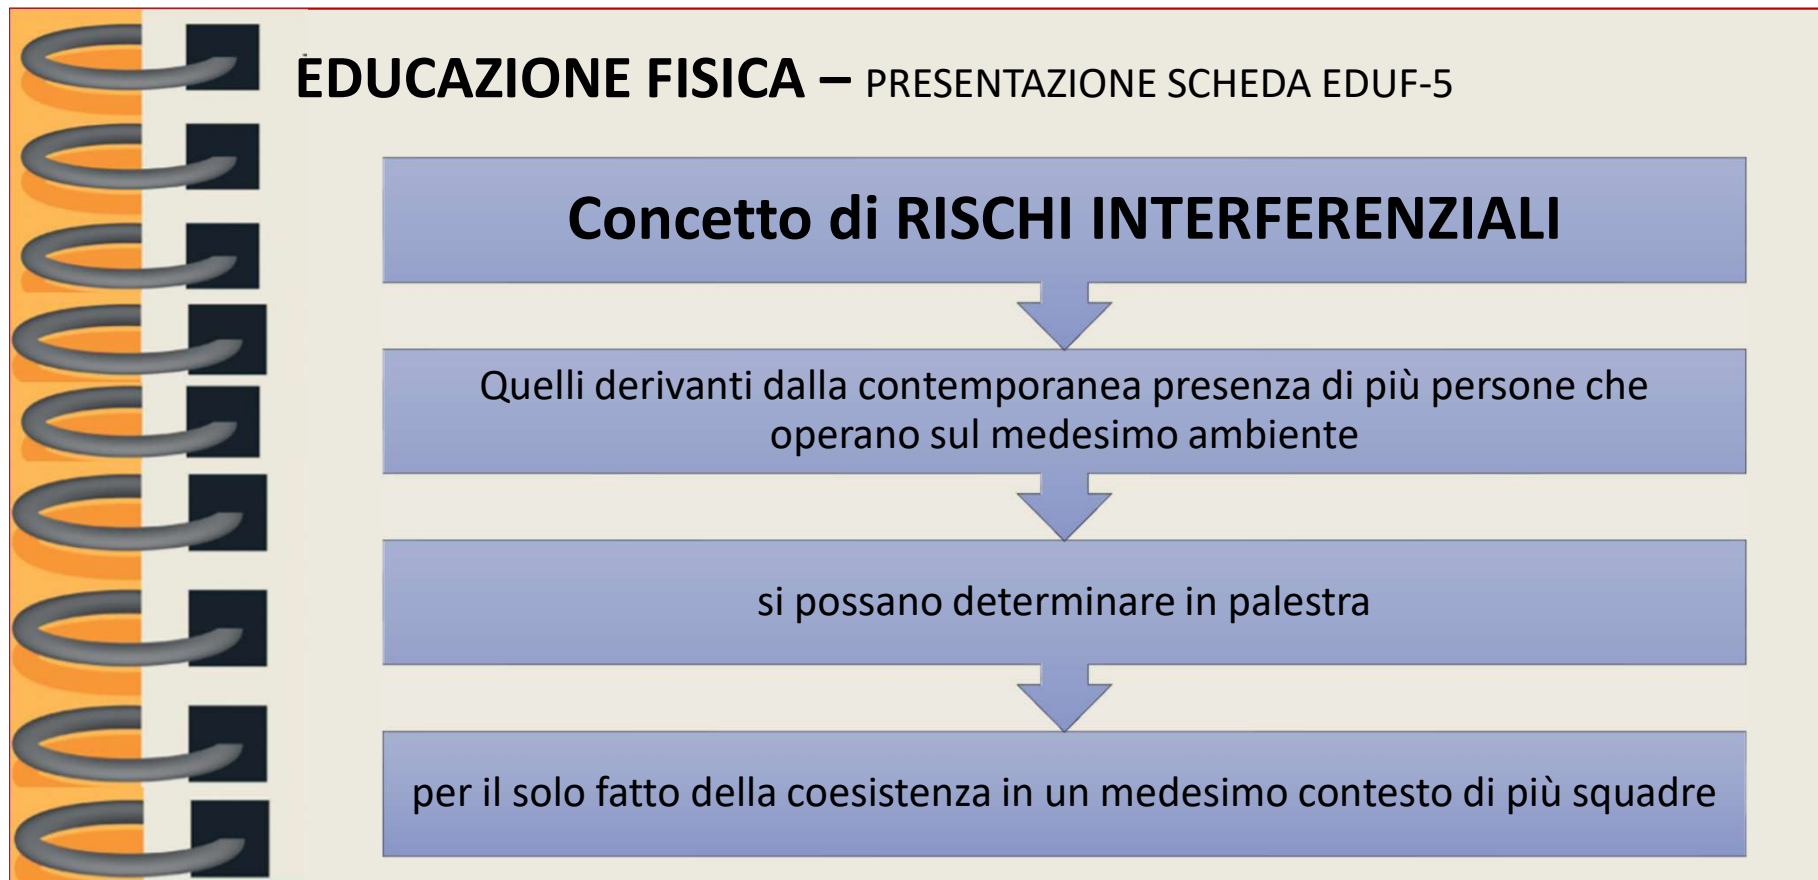 EDUCAZIONE FISICA – PRESENTAZIONE SCHEDA EDUF-5
Concetto di RISCHI INTERFERENZIALI
Quelli derivanti dalla contemporanea presenza di più persone che
operano sul medesimo ambiente
si possano determinare in palestra
per il solo fatto della coesistenza in un medesimo contesto di più squadre